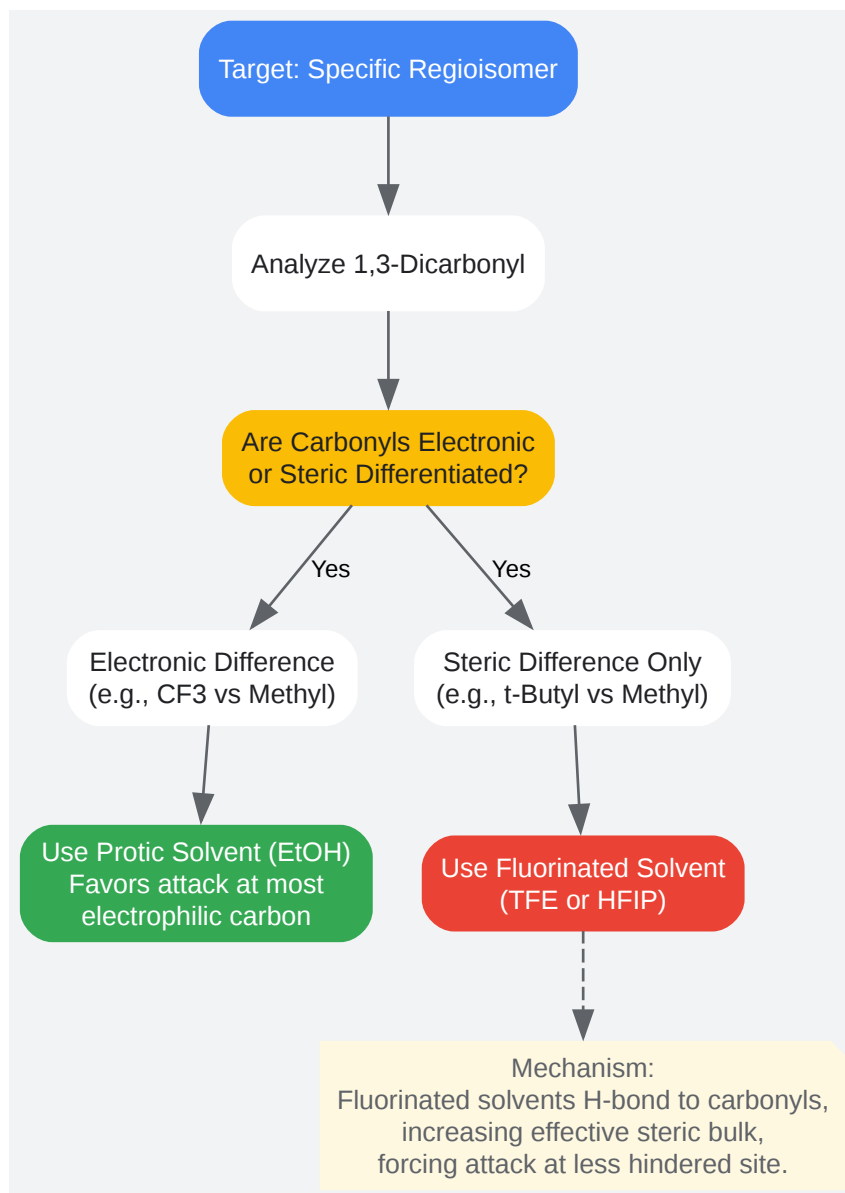 Target: Specific Regioisomer
Analyze 1,3-Dicarbonyl
Are Carbonyls Electronic
or Steric Differentiated?
Yes
Yes
Electronic Difference
(e.g., CF3 vs Methyl)
Steric Difference Only
(e.g., t-Butyl vs Methyl)
Use Protic Solvent (EtOH)
Favors attack at most
electrophilic carbon
Use Fluorinated Solvent
(TFE or HFIP)
Mechanism:
Fluorinated solvents H-bond to carbonyls,
increasing effective steric bulk,
forcing attack at less hindered site.